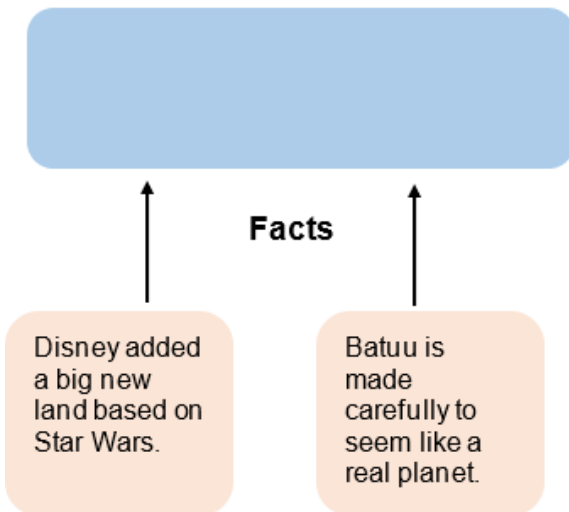 Facts
Disney added
a big new
land based on
Star Wars.
Batuu is
made
carefully to
seem like a
real planet.